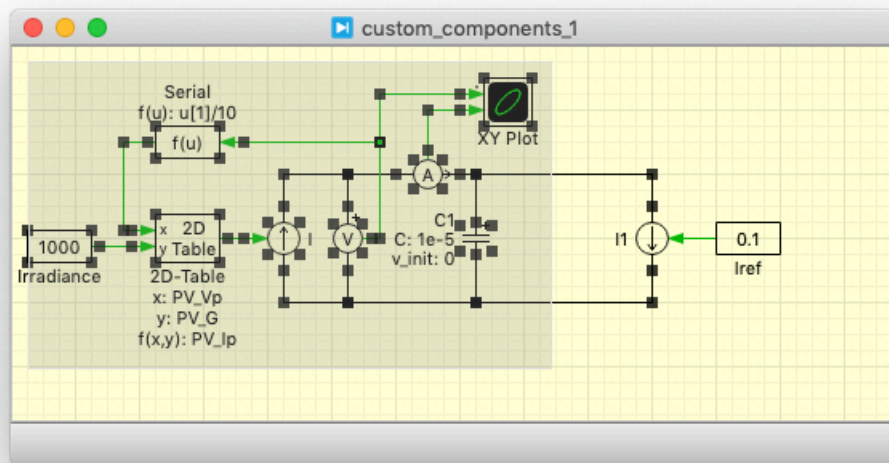 custom_components_1
Serial
f(u): u[1]/10
f(u)
XY Plot
A
1000
Irradiance
x 2D
y Table
2D-Table
x: PV_Vp
y: PV_G
f(x,y): PV_Ip
I
V
C1
C: 1e-5
v_init: 0
I1
0.1
Iref